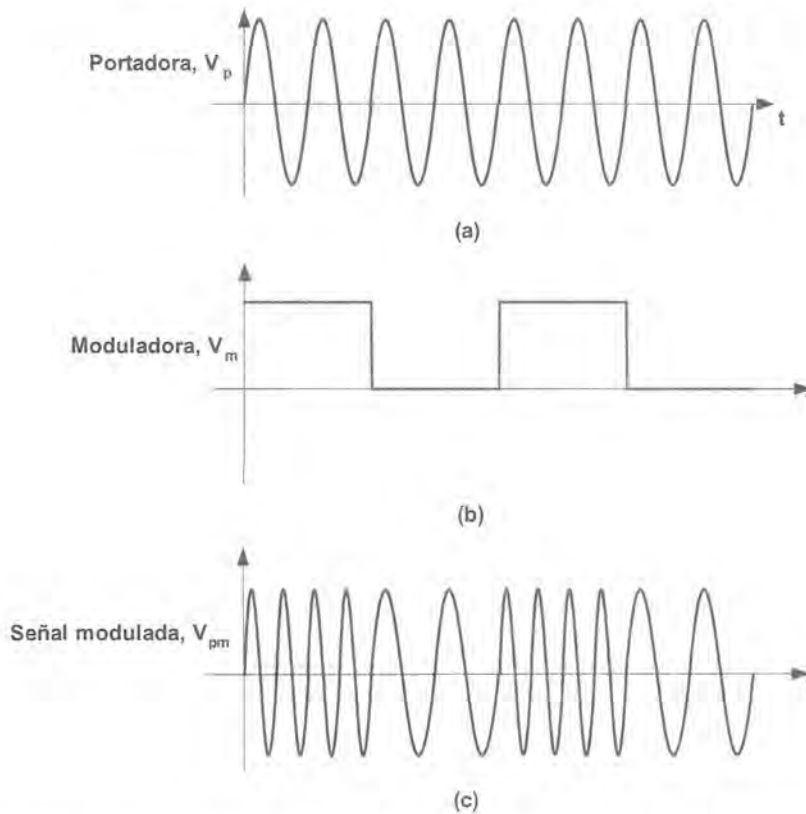 Portadora, Vp
t
(a)
Moduladora, Vm
(b)
Señal modulada, Vpm
(c)